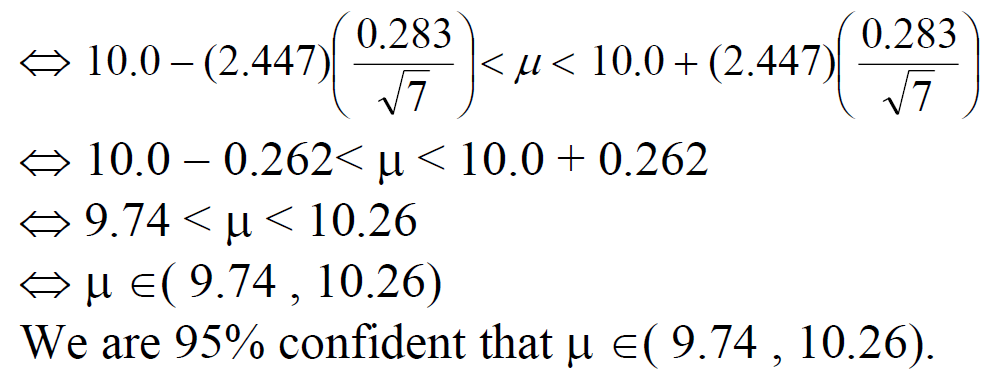 ⇔ 10.0 – (2.447)(0.283/√7) < μ < 10.0 + (2.447)(0.283/√7)
⇔ 10.0 – 0.262< μ < 10.0 + 0.262
⇔ 9.74 < μ < 10.26
⇔ μ ∈( 9.74 , 10.26)
We are 95% confident that μ ∈( 9.74 , 10.26).